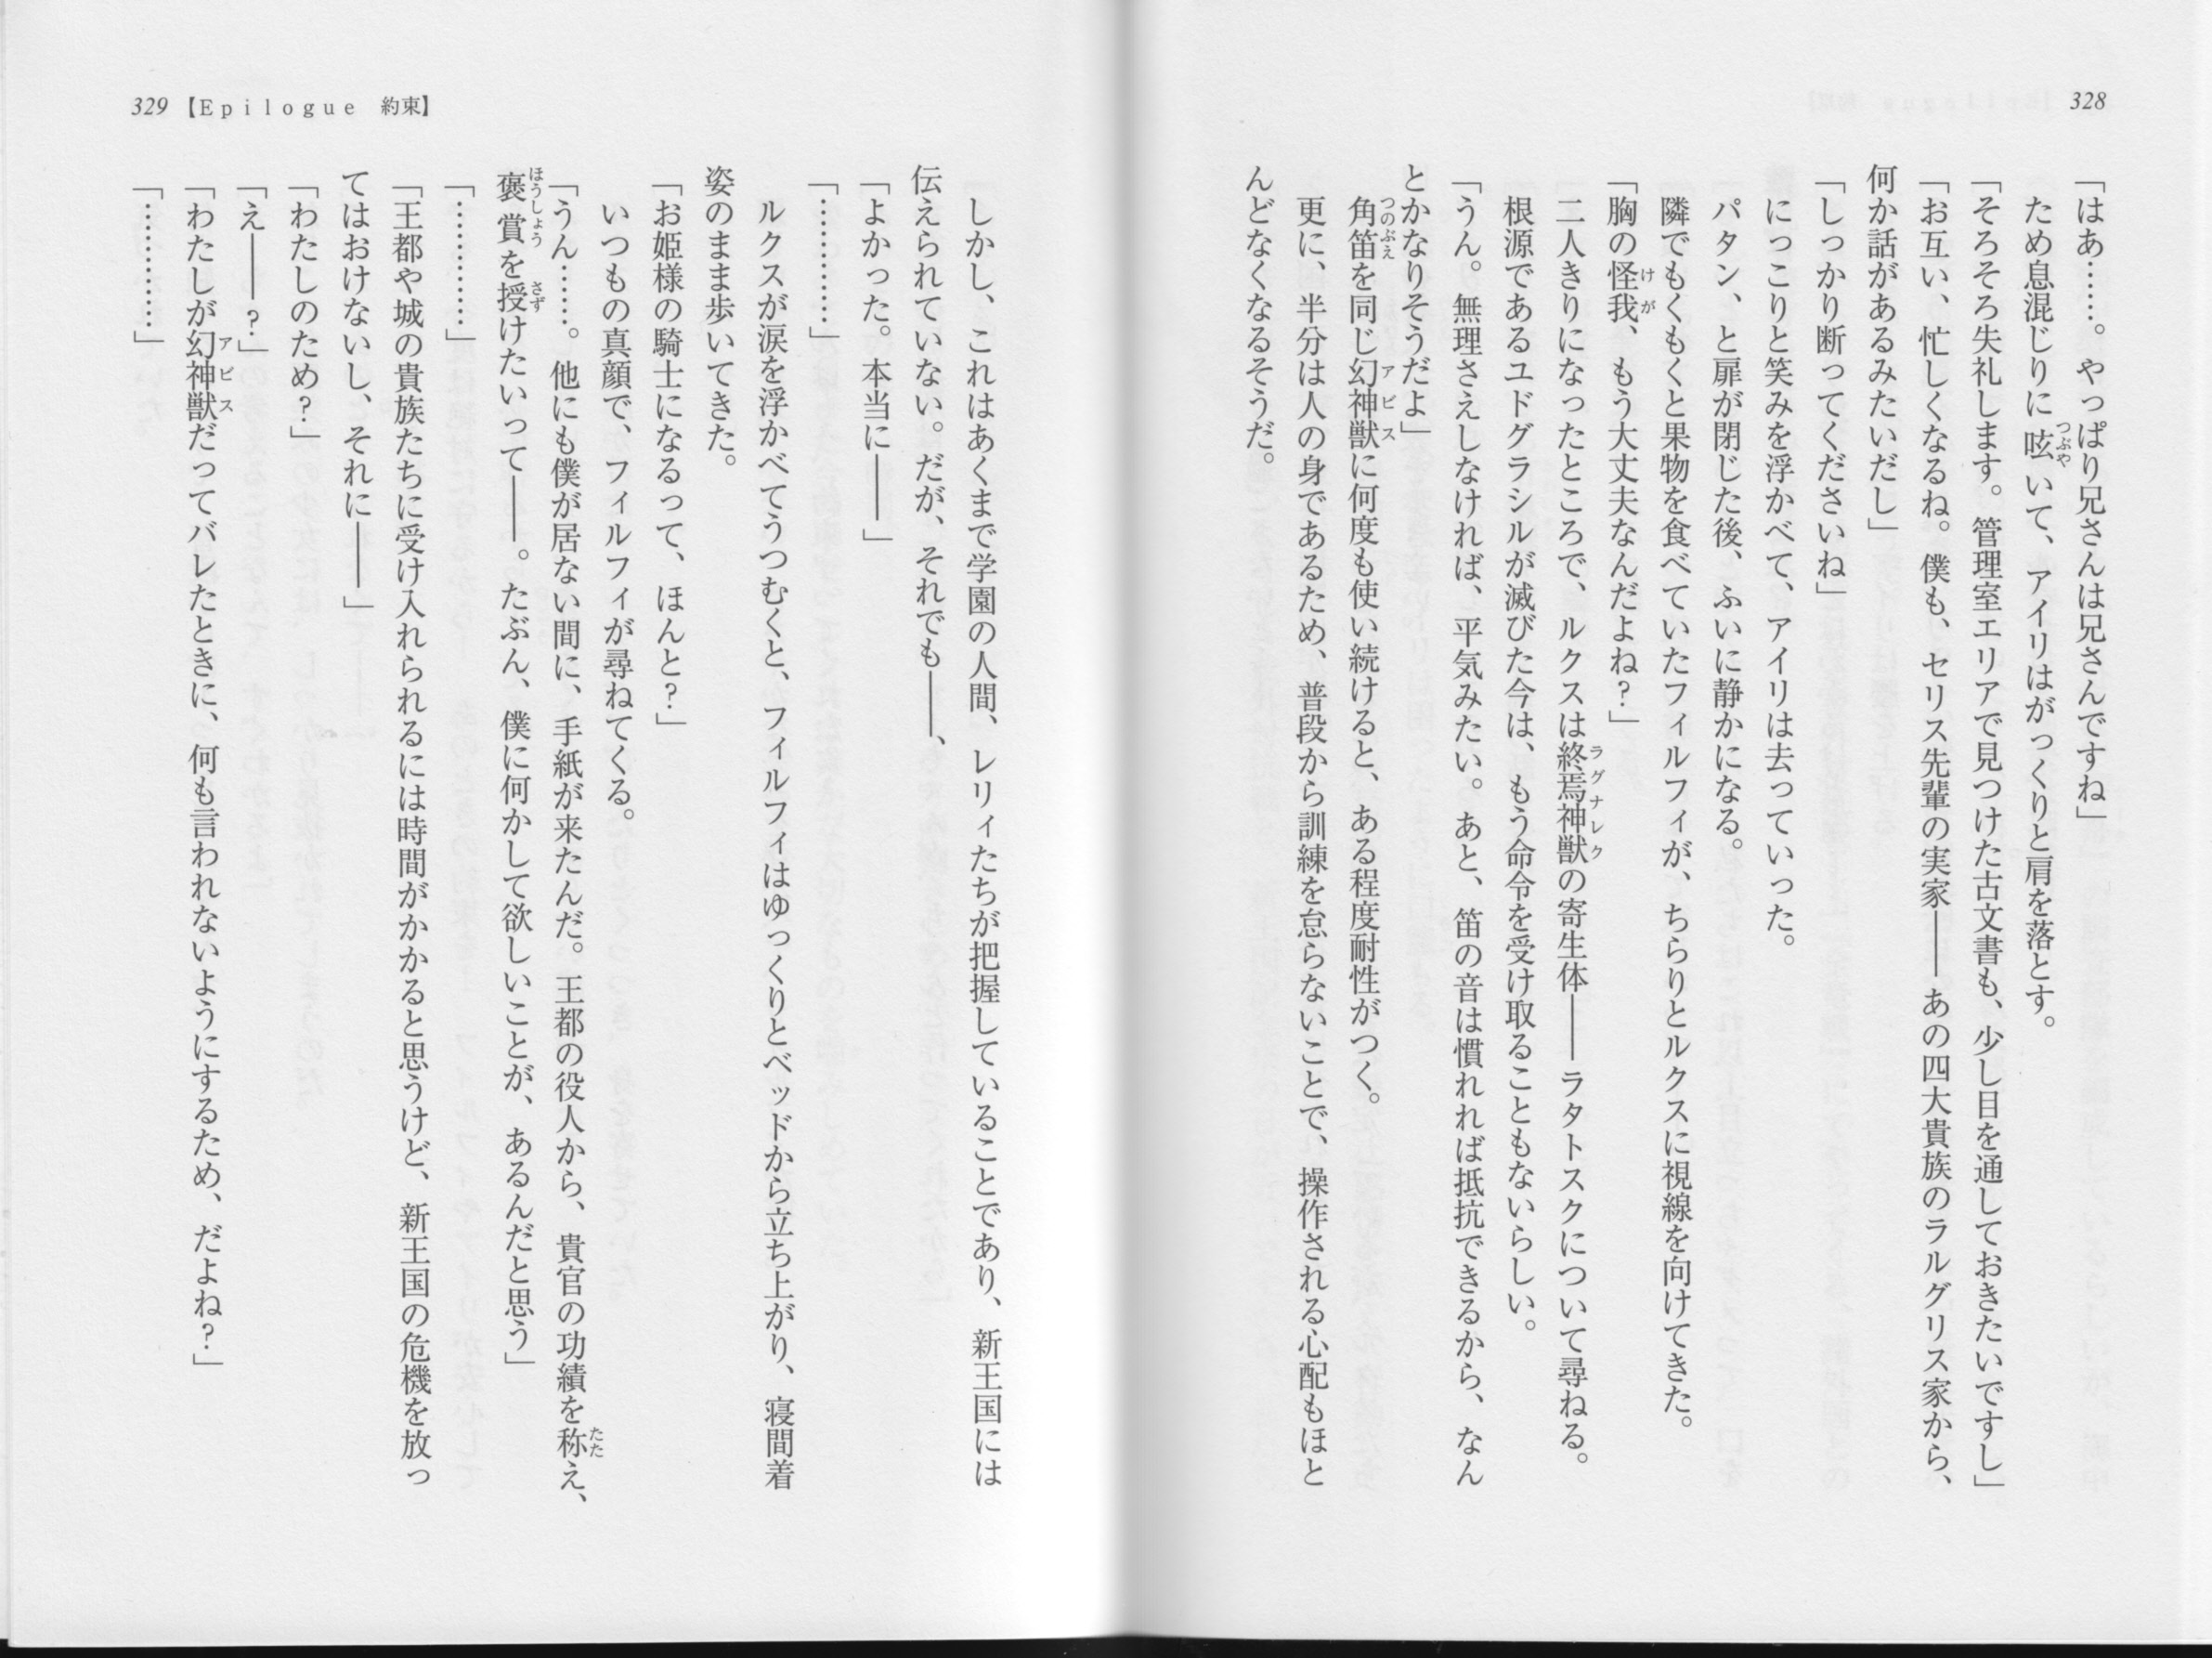 328
「はあ……。やっぱり兄さんは兄さんですね」
ため息混じりに呟いて、アイリはがっくりと肩を落とす。
「そろそろ失礼します。管理室エリアで見つけた古文書も、少し目を通しておきたいですし」
「お互い、忙しくなるね。僕も、セリス先輩の実家――あの四大貴族のラルグリス家から、
何か話があるみたいだし」
「しっかり断ってくださいね」
にっこりと笑みを浮かべて、アイリは去っていった。
パタン、と扉が閉じた後、ふいに静かになる。
隣でもくもくと果物を食べていたフィルフィが、ちらりとルクスに視線を向けてきた。
「胸の怪我、もう大丈夫なんだよね？」
二人きりになったところで、ルクスは終焉神獣の寄生体――ラタトスクについて尋ねる。
根源であるユドグラシルが滅びた今は、もう命令を受け取ることもないらしい。
「うん。無理さえしなければ、平気みたい。あと、笛の音は慣れれば抵抗できるから、なん
とかなりそうだよ」
角笛を同じ幻神獣に何度も使い続けると、ある程度耐性がつく。
更に、半分は人の身であるため、普段から訓練を怠らないことで、操作される心配もほと
んどなくなるそうだ。
329【Epilogue　約束】
しかし、これはあくまで学園の人間、レリィたちが把握していることであり、新王国には
伝えられていない。だが、それでも――、
「よかった。本当に――」
「…………」
ルクスが涙を浮かべてうつむくと、フィルフィはゆっくりとベッドから立ち上がり、寝間着
姿のまま歩いてきた。
「お姫様の騎士になるって、ほんと？」
いつもの真顔で、フィルフィが尋ねてくる。
「うん……。他にも僕が居ない間に、手紙が来たんだ。王都の役人から、貴官の功績を称え、
褒賞を授けたいって――。たぶん、僕に何かして欲しいことが、あるんだと思う」
「…………」
「王都や城の貴族たちに受け入れられるには時間がかかると思うけど、新王国の危機を放っ
てはおけないし、それに――」
「わたしのため？」
「え――？」
「わたしが幻神獣だってバレたときに、何も言われないようにするため、だよね？」
「…………」